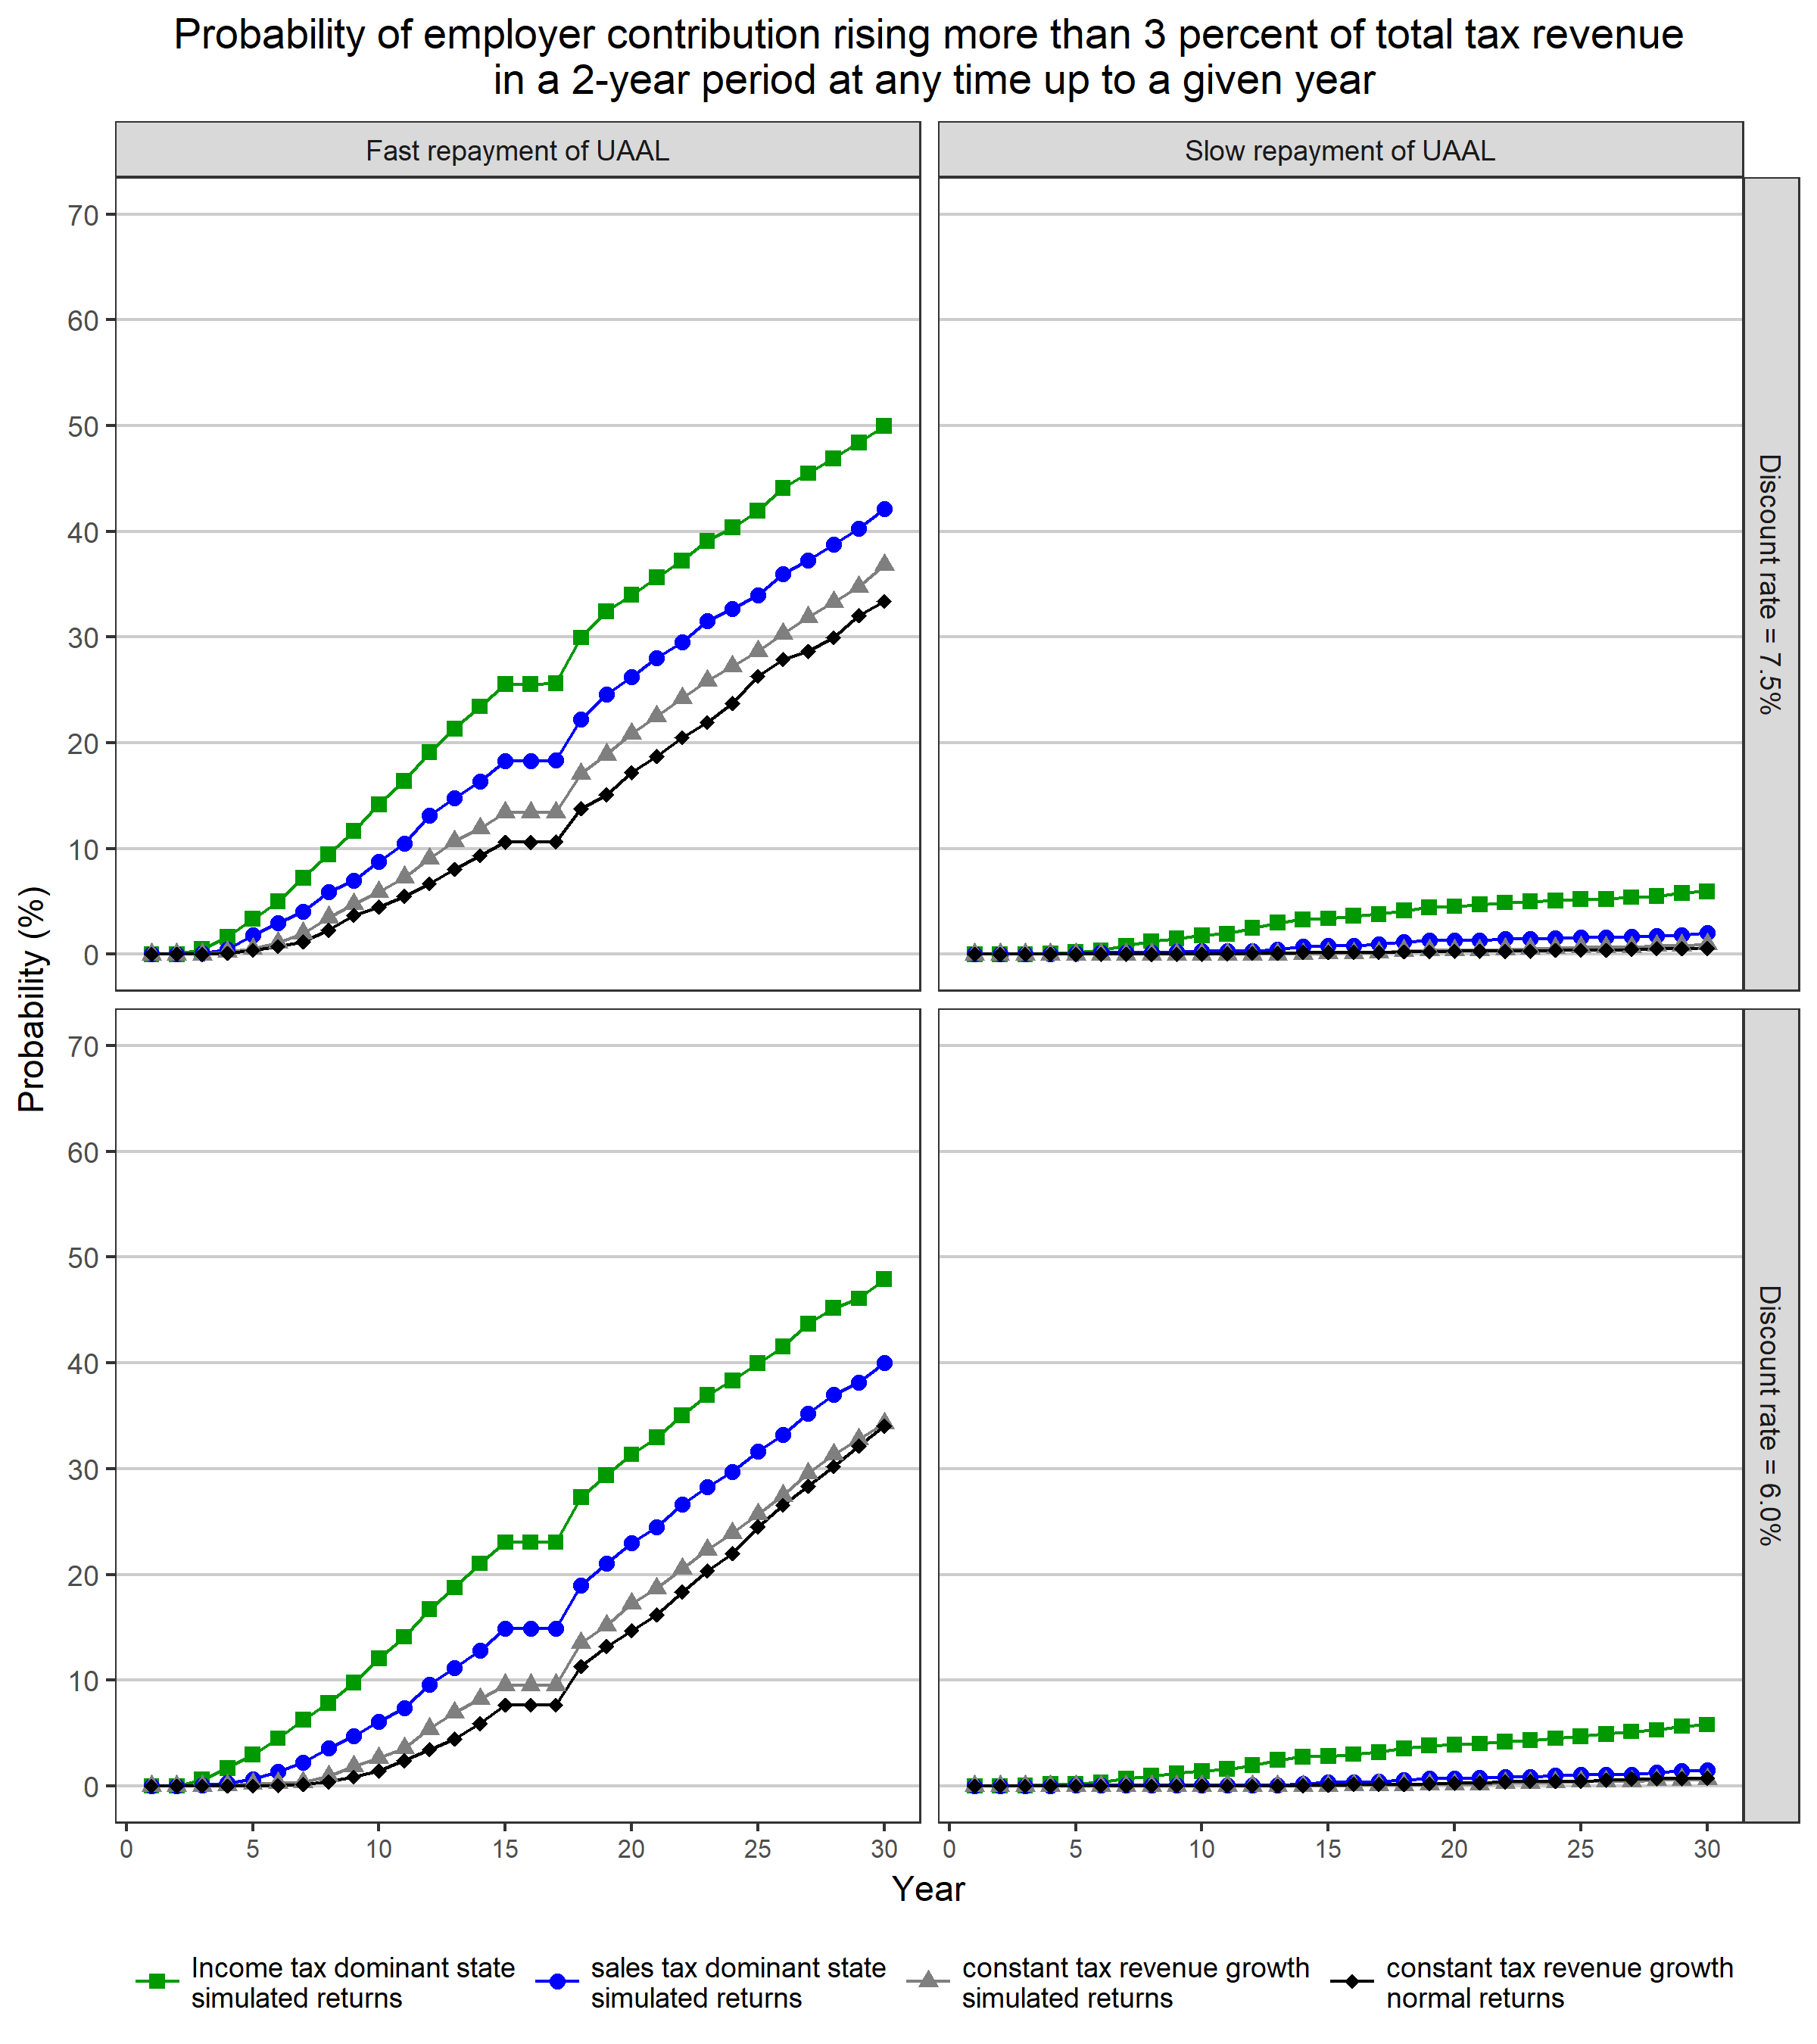 Probability of employer contribution rising more than 3 percent of total tax revenue
in a 2-year period at any time up to a given year
Fast repayment of UAAL
Slow repayment of UAAL
70
60
50
40
30
20
10
0
Discount rate = 7.5%
Probability (%)
70
60
50
40
30
20
10
0
Discount rate = 6.0%
0 5 10 15 20 25 30
0 5 10 15 20 25 30
Year
Income tax dominant state
simulated returns
sales tax dominant state
simulated returns
constant tax revenue growth
simulated returns
constant tax revenue growth
normal returns